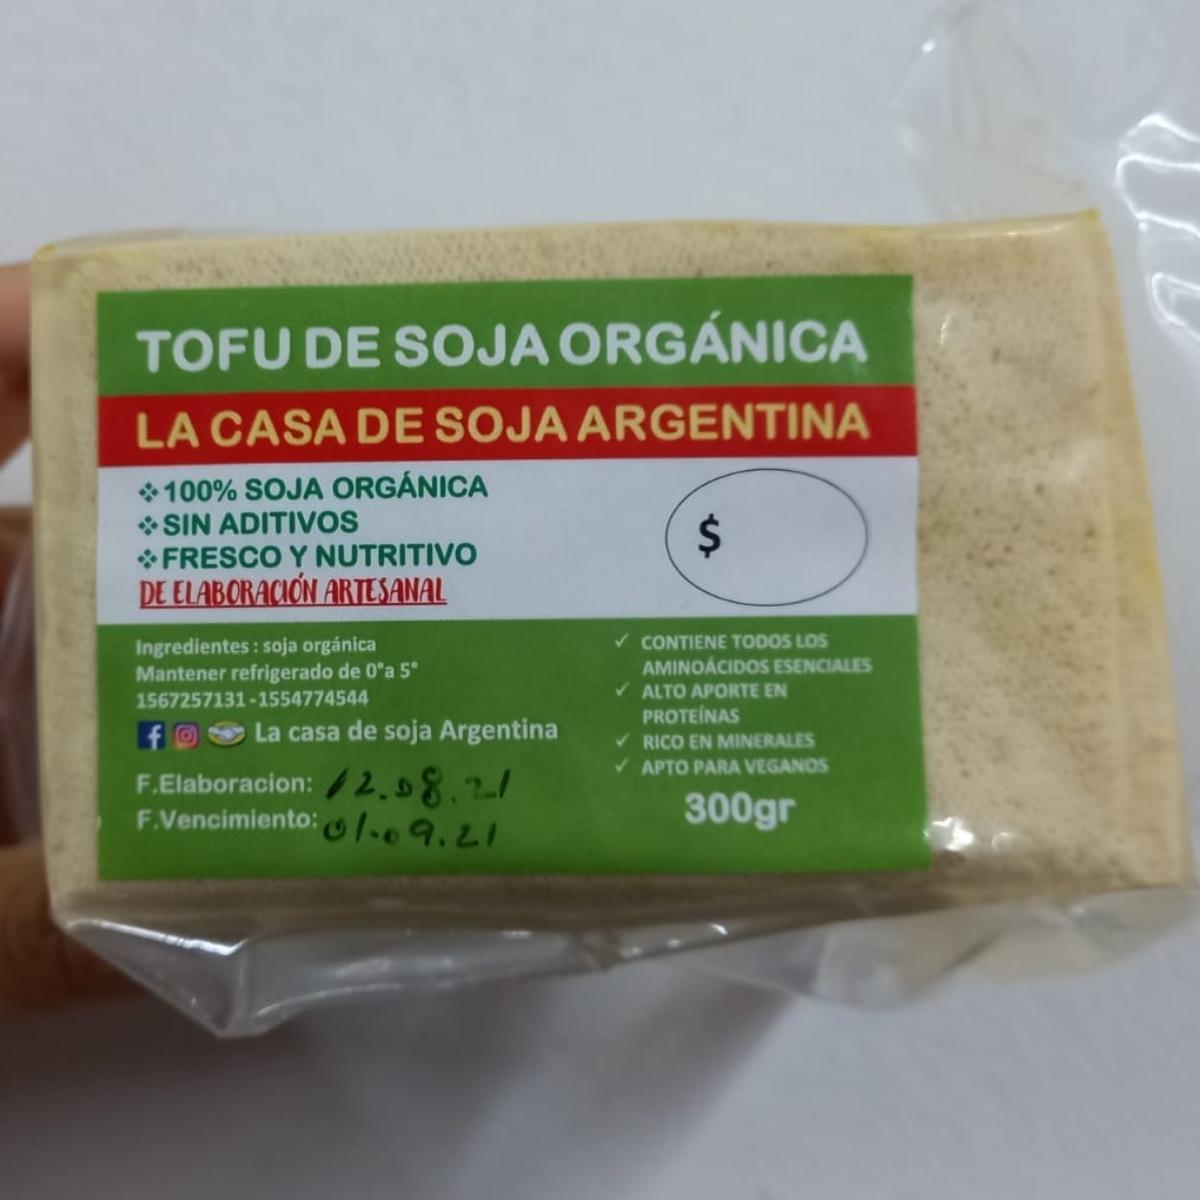 TOFU DE SOJA ORGÁNICA
LA CASA DE SOJA ARGENTINA
❖ 100% SOJA ORGÁNICA
❖ SIN ADITIVOS
❖ FRESCO Y NUTRITIVO
DE ELABORACIÓN ARTESANAL
$
Ingredientes : soja orgánica
Mantener refrigerado de 0°a 5°
1567257131 - 1554774544
La casa de soja Argentina
F.Elaboracion: 12.08.21
F.Vencimiento: 01.09.21
✓ CONTIENE TODOS LOS
AMINOÁCIDOS ESENCIALES
✓ ALTO APORTE EN
PROTEÍNAS
✓ RICO EN MINERALES
✓ APTO PARA VEGANOS
300gr